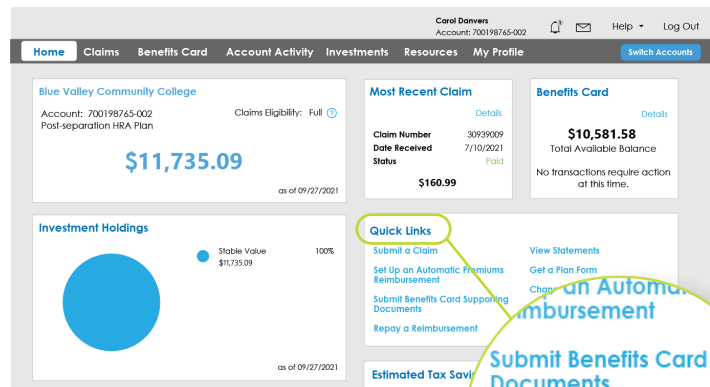 Carol Danvers
Account: 700198765-002
Help
Log Out
Home
Claims
Benefits Card
Account Activity
Investments
Resources
My Profile
Switch Accounts
Blue Valley Community College
Account: 700198765-002
Claims Eligibility: Full ?
Post-separation HRA Plan
$11,735.09
as of 09/27/2021
Most Recent Claim
Details
Claim Number 30939009
Date Received 7/10/2021
Status Paid
$160.99
Benefits Card
Details
$10,581.58
Total Available Balance
No transactions require action
at this time.
Investment Holdings
Stable Value 100%
$11,735.09
as of 09/27/2021
Quick Links
Submit a Claim
Set Up an Automatic Premiums
Reimbursement
Submit Benefits Card Supporting
Documents
Repay a Reimbursement
View Statements
Get a Plan Form
an
Submit Benefits Card
Documents
Estimated Tax